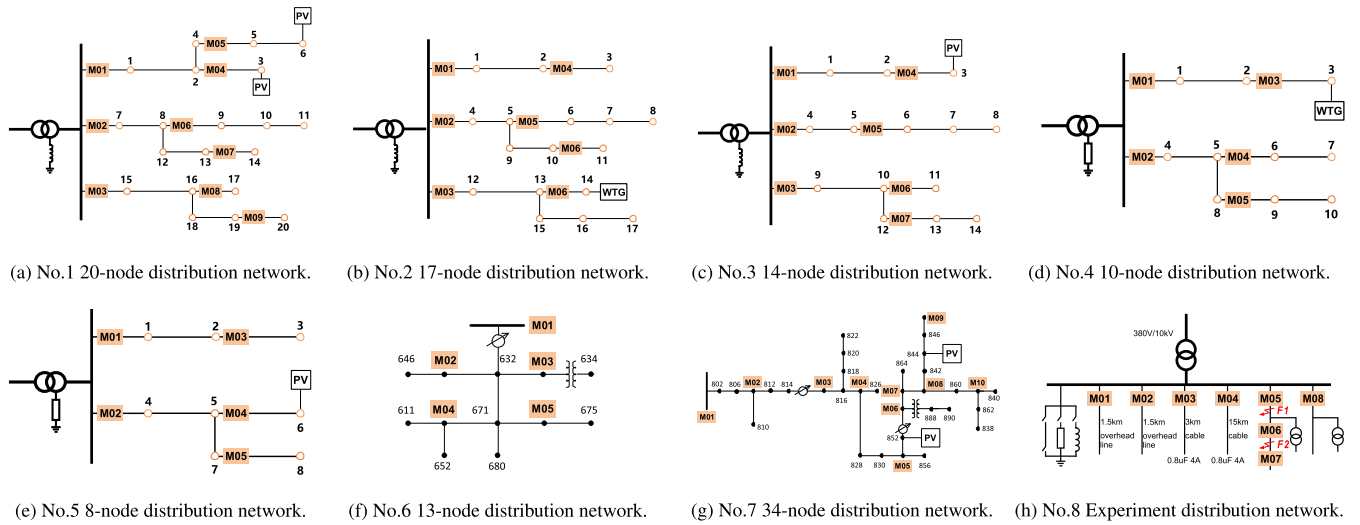 PV
4 M05 5 6
M01 1 2 M04 3
PV
M02 7 8 M06 9 10 11
12 13 M07 14
M03 15 16 M08 17
18 19 M09 20
(a) No.1 20-node distribution network.
M01 1 2 M04 3
M02 4 5 M05 6 7 8
9 10 M06 11
M03 12 13 M06 14 WTG
15 16 17
(b) No.2 17-node distribution network.
PV
M01 1 2 M04 3
M02 4 5 M05 6 7 8
M03 9 10 M06 11
12 M07 13 14
(c) No.3 14-node distribution network.
M01 1 2 M03 3
WTG
M02 4 5 M04 6 7
8 M05 9 10
(d) No.4 10-node distribution network.
M01 1 2 M03 3
PV
M02 4 5 M04 6
7 M05 8
(e) No.5 8-node distribution network.
M01
646 M02 632 M03 634
611 M04 671 M05 675
652 680
(f) No.6 13-node distribution network.
M09
822 846
820 844 PV
818 864 842
802 806 M02 812 814 M03 M04 826 M07 M08 860 M10
M01 816 840
810 M06 888 890 862
852 PV 838
828 830 M05 856
(g) No.7 34-node distribution network.
380V/10kV
M01 M02 M03 M04 M05 M08
F1
1.5km overhead line
1.5km overhead line
3km cable
15km cable
M06
F2
0.8uF 4A
0.8uF 4A
M07
(h) No.8 Experiment distribution network.